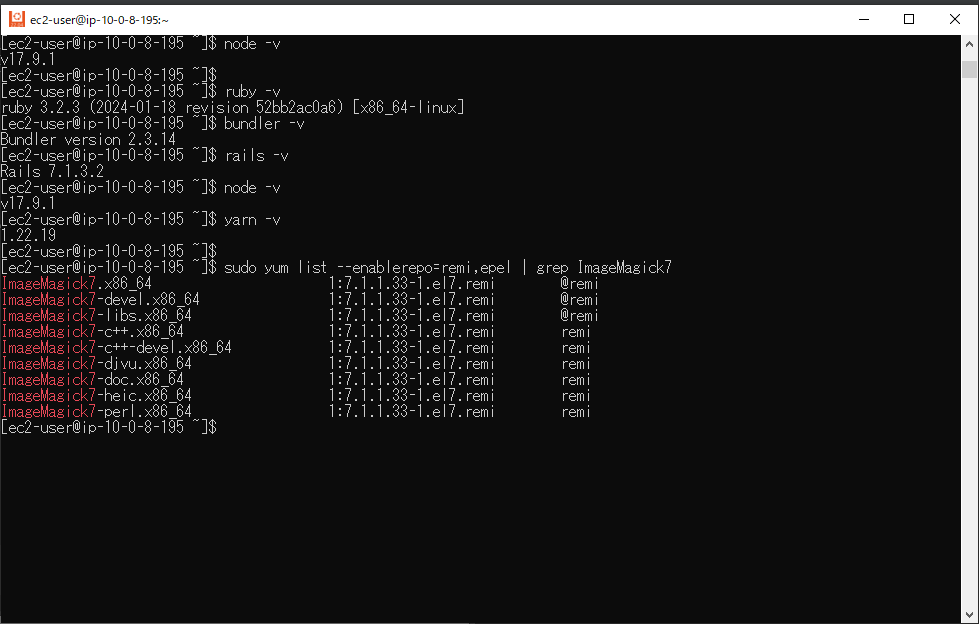 ec2-user@ip-10-0-8-195:~
[ec2-user@ip-10-0-8-195 ~]$ node -v
v17.9.1
[ec2-user@ip-10-0-8-195 ~]$
[ec2-user@ip-10-0-8-195 ~]$ ruby -v
ruby 3.2.3 (2024-01-18 revision 52bb2ac0a6) [x86_64-linux]
[ec2-user@ip-10-0-8-195 ~]$ bundler -v
Bundler version 2.3.14
[ec2-user@ip-10-0-8-195 ~]$ rails -v
Rails 7.1.3.2
[ec2-user@ip-10-0-8-195 ~]$ node -v
v17.9.1
[ec2-user@ip-10-0-8-195 ~]$ yarn -v
1.22.19
[ec2-user@ip-10-0-8-195 ~]$
[ec2-user@ip-10-0-8-195 ~]$ sudo yum list --enablerepo=remi,epel | grep ImageMagick7
ImageMagick7.x86_64 1:7.1.1.33-1.el7.remi @remi
ImageMagick7-devel.x86_64 1:7.1.1.33-1.el7.remi @remi
ImageMagick7-libs.x86_64 1:7.1.1.33-1.el7.remi @remi
ImageMagick7-c++.x86_64 1:7.1.1.33-1.el7.remi remi
ImageMagick7-c++-devel.x86_64 1:7.1.1.33-1.el7.remi remi
ImageMagick7-djvu.x86_64 1:7.1.1.33-1.el7.remi remi
ImageMagick7-doc.x86_64 1:7.1.1.33-1.el7.remi remi
ImageMagick7-heic.x86_64 1:7.1.1.33-1.el7.remi remi
ImageMagick7-perl.x86_64 1:7.1.1.33-1.el7.remi remi
[ec2-user@ip-10-0-8-195 ~]$